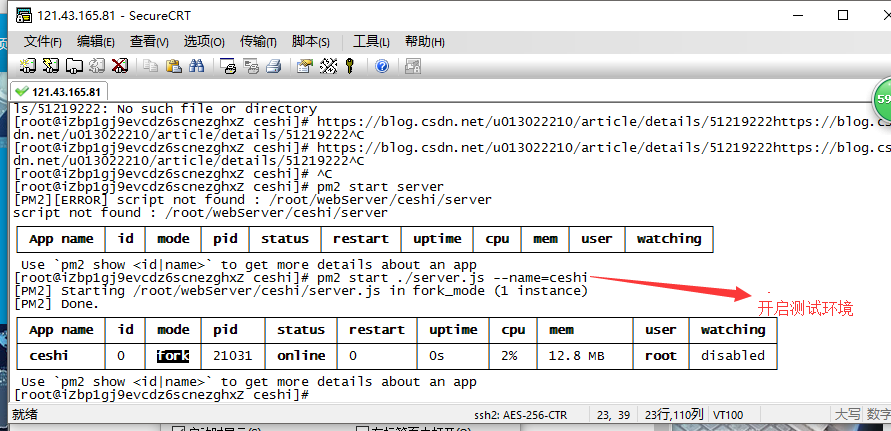 121.43.165.81 - SecureCRT
文件(F) 编辑(E) 查看(V) 选项(O) 传输(T) 脚本(S) 工具(L) 帮助(H)
121.43.165.81
59
ls/51219222: No such file or directory
[root@iZbp1gj9evcdz6scnezghxZ ceshi]# https://blog.csdn.net/u013022210/article/details/51219222https://blog.cs
dn.net/u013022210/article/details/51219222^C
[root@iZbp1gj9evcdz6scnezghxZ ceshi]# https://blog.csdn.net/u013022210/article/details/51219222https://blog.cs
dn.net/u013022210/article/details/51219222^C
[root@iZbp1gj9evcdz6scnezghxZ ceshi]# ^C
[root@iZbp1gj9evcdz6scnezghxZ ceshi]# pm2 start server
[PM2][ERROR] script not found : /root/webServer/ceshi/server
script not found : /root/webServer/ceshi/server
App name id mode pid status restart uptime cpu mem user watching
Use `pm2 show <id|name>` to get more details about an app
[root@iZbp1gj9evcdz6scnezghxZ ceshi]# pm2 start ./server.js --name=ceshi
[PM2] Starting /root/webServer/ceshi/server.js in fork_mode (1 instance)
[PM2] Done.
开启测试环境
App name id mode pid status restart uptime cpu mem user watching
ceshi 0 fork 21031 online 0 0s 2% 12.8 MB root disabled
Use `pm2 show <id|name>` to get more details about an app
[root@iZbp1gj9evcdz6scnezghxZ ceshi]#
就绪 ssh2: AES-256-CTR 23, 39 23行,110列 VT100 大写 数字